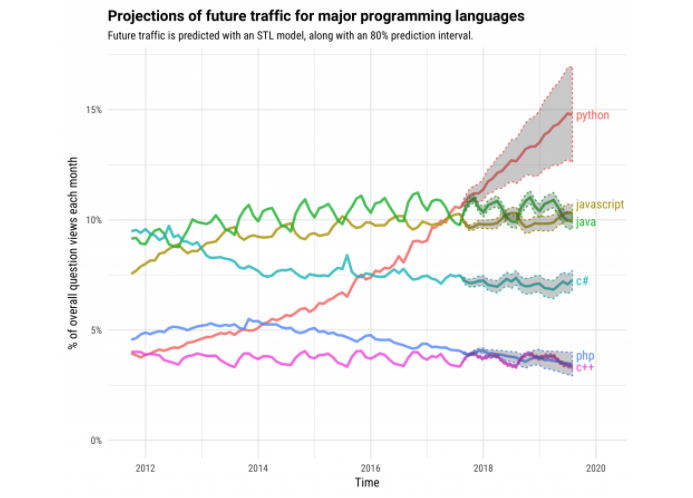 Projections of future traffic for major programming languages
Future traffic is predicted with an STL model, along with an 80% prediction interval.
% of overall question views each month
15%
10%
5%
0%
python
javascript
java
c#
php
c++
2012 2014 2016 2018 2020
Time